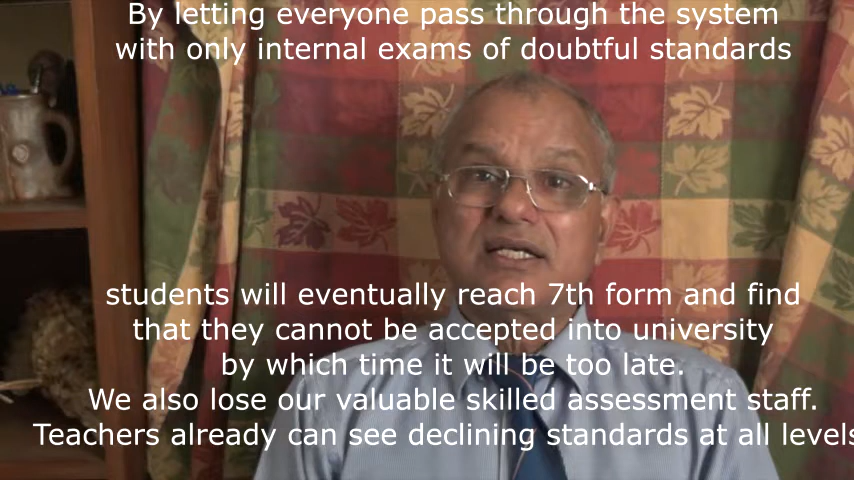 By letting everyone pass through the system
with only internal exams of doubtful standards
students will eventually reach 7th form and find
that they cannot be accepted into university
by which time it will be too late.
We also lose our valuable skilled assessment staff.
Teachers already can see declining standards at all levels